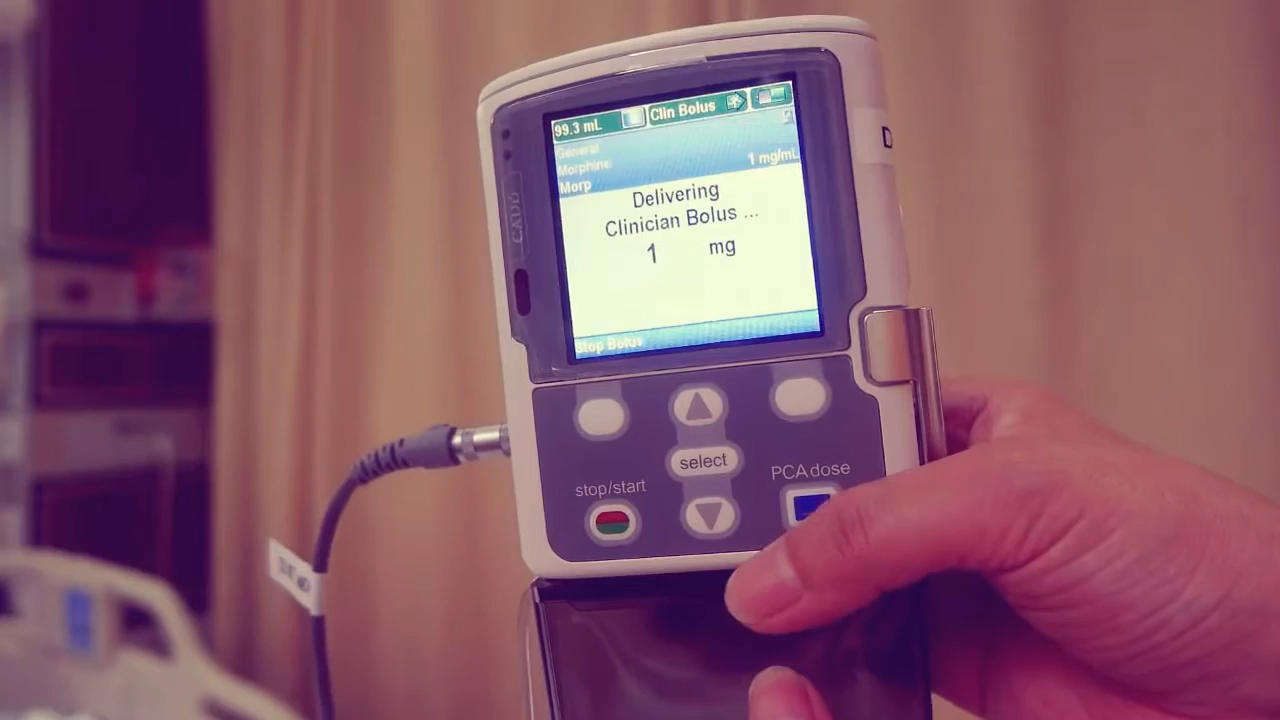 99.3 mL Clin Bolus
General
Morphine 1 mg/mL
Morp
Delivering
Clinician Bolus ...
1 mg
Stop Bolus
CADD
select
PCA dose
stop/start
D